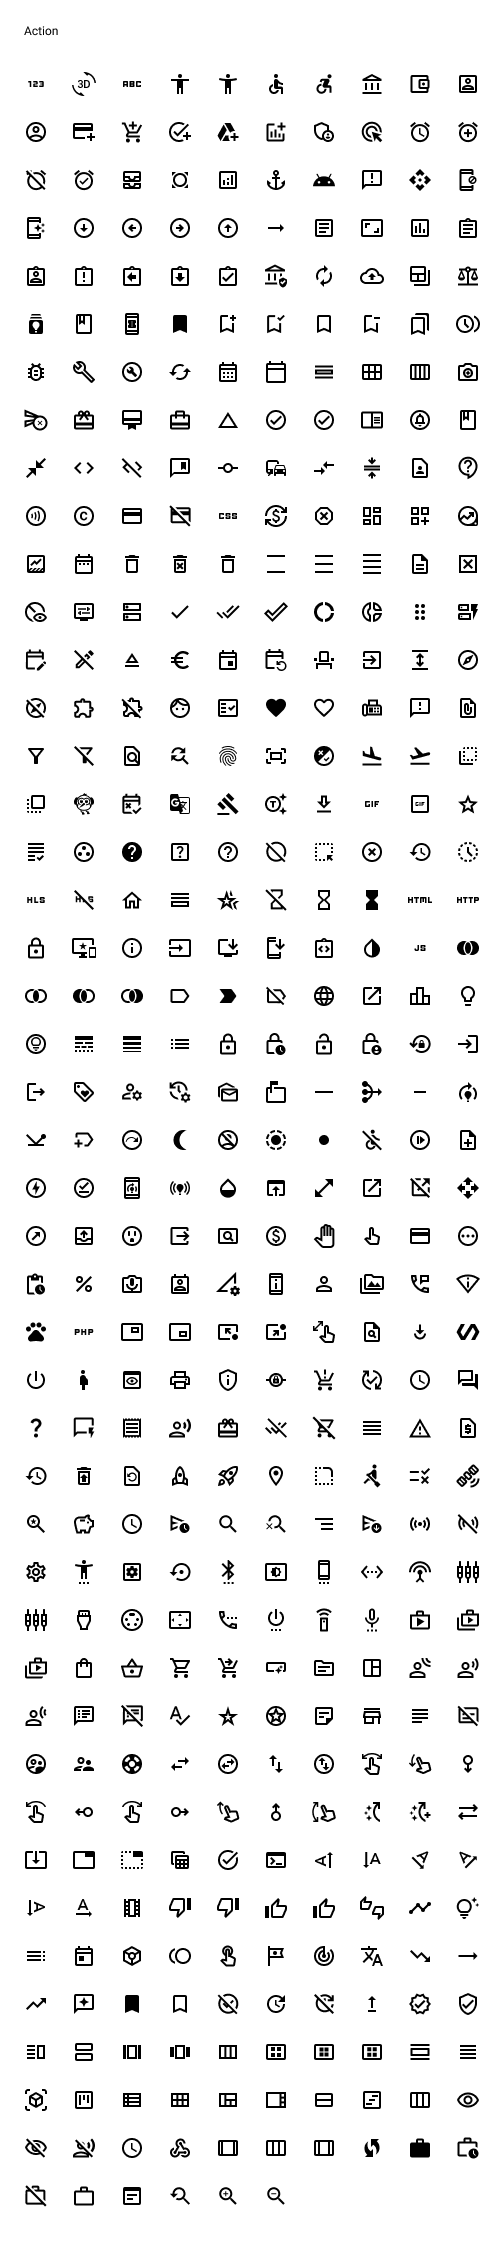 Action
123 3D ABC
C
CSS
G
T GIF GIF
HLS HLS HTML HTTP
JS
PHP
A
A A A A
A A
A